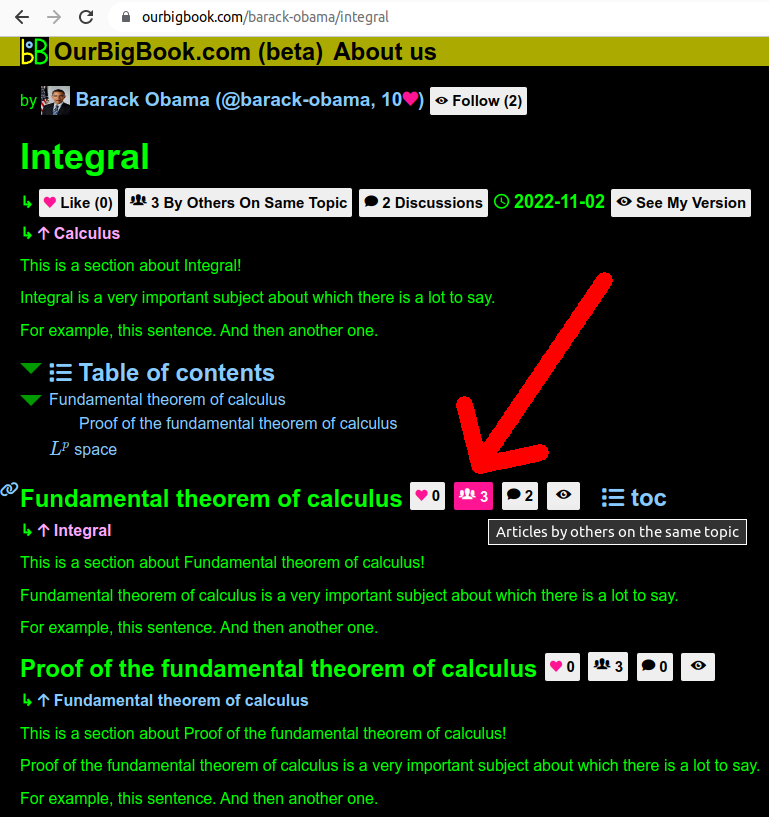 ourbigbook.com/barack-obama/integral
OurBigBook.com (beta) About us
by Barack Obama (@barack-obama, 10♥) Follow (2)
Integral
↳ ♥ Like (0) 3 By Others On Same Topic 2 Discussions 2022-11-02 See My Version
↳ ↑ Calculus
This is a section about Integral!
Integral is a very important subject about which there is a lot to say.
For example, this sentence. And then another one.
Table of contents
Fundamental theorem of calculus
Proof of the fundamental theorem of calculus
Lᵖ space
Fundamental theorem of calculus ♥ 0 3 2 toc
↳ ↑ Integral
Articles by others on the same topic
This is a section about Fundamental theorem of calculus!
Fundamental theorem of calculus is a very important subject about which there is a lot to say.
For example, this sentence. And then another one.
Proof of the fundamental theorem of calculus ♥ 0 3 0
↳ ↑ Fundamental theorem of calculus
This is a section about Proof of the fundamental theorem of calculus!
Proof of the fundamental theorem of calculus is a very important subject about which there is a lot to say.
For example, this sentence. And then another one.